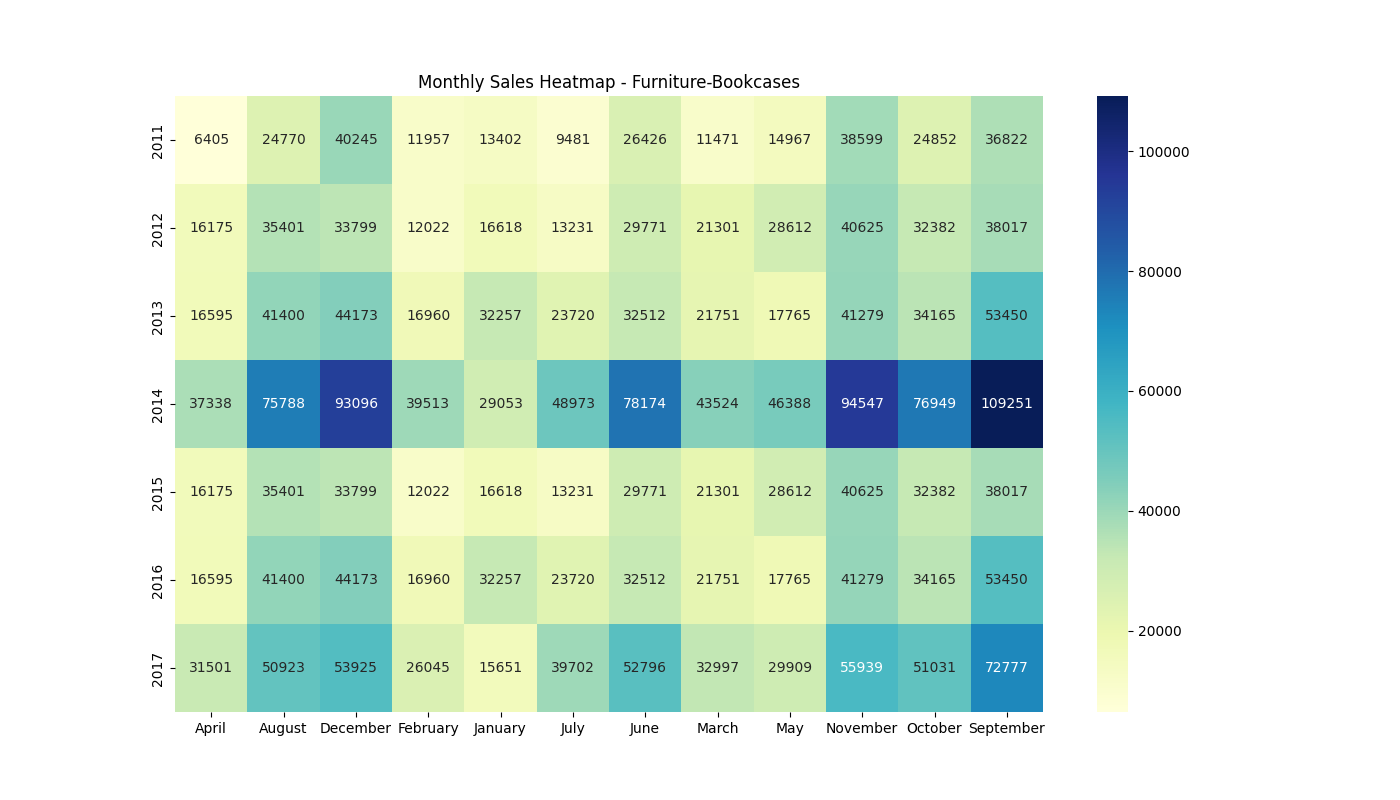 Monthly Sales Heatmap - Furniture-Bookcases
2011 6405 24770 40245 11957 13402 9481 26426 11471 14967 38599 24852 36822
2012 16175 35401 33799 12022 16618 13231 29771 21301 28612 40625 32382 38017
2013 16595 41400 44173 16960 32257 23720 32512 21751 17765 41279 34165 53450
2014 37338 75788 93096 39513 29053 48973 78174 43524 46388 94547 76949 109251
2015 16175 35401 33799 12022 16618 13231 29771 21301 28612 40625 32382 38017
2016 16595 41400 44173 16960 32257 23720 32512 21751 17765 41279 34165 53450
2017 31501 50923 53925 26045 15651 39702 52796 32997 29909 55939 51031 72777
April August December February January July June March May November October September
100000
80000
60000
40000
20000